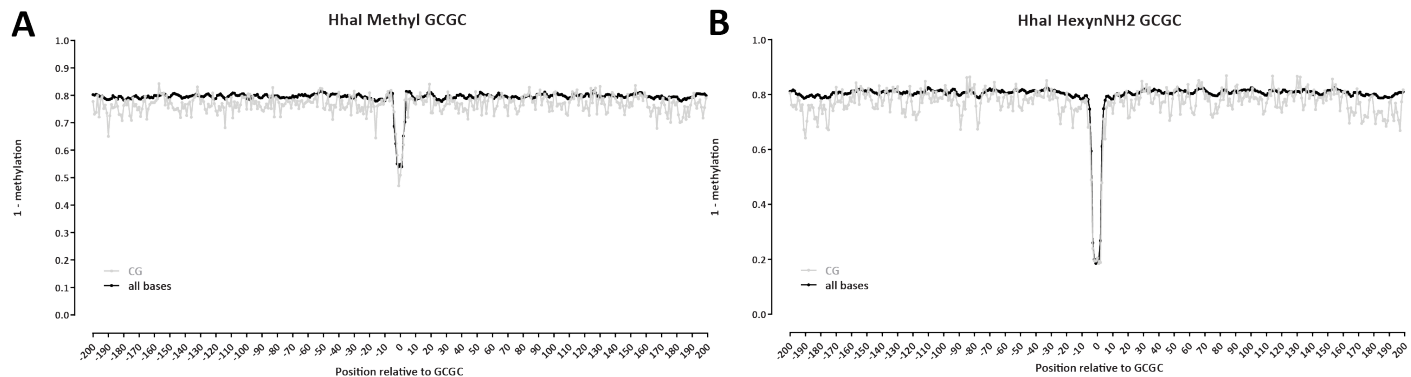 A
HhaI Methyl GCGC
1 - methylation
1.0
0.9
0.8
0.7
0.6
0.5
0.4
0.3
0.2
0.1
0.0
CG
all bases
-200 -190 -180 -170 -160 -150 -140 -130 -120 -110 -100 -90 -80 -70 -60 -50 -40 -30 -20 -10 0 10 20 30 40 50 60 70 80 90 100 110 120 130 140 150 160 170 180 190 200
Position relative to GCGC
B
HhaI HexynNH2 GCGC
1 - methylation
1.0
0.8
0.6
0.4
0.2
0.0
CG
all bases
-200 -190 -180 -170 -160 -150 -140 -130 -120 -110 -100 -90 -80 -70 -60 -50 -40 -30 -20 -10 0 10 20 30 40 50 60 70 80 90 100 110 120 130 140 150 160 170 180 190 200
Position relative to GCGC